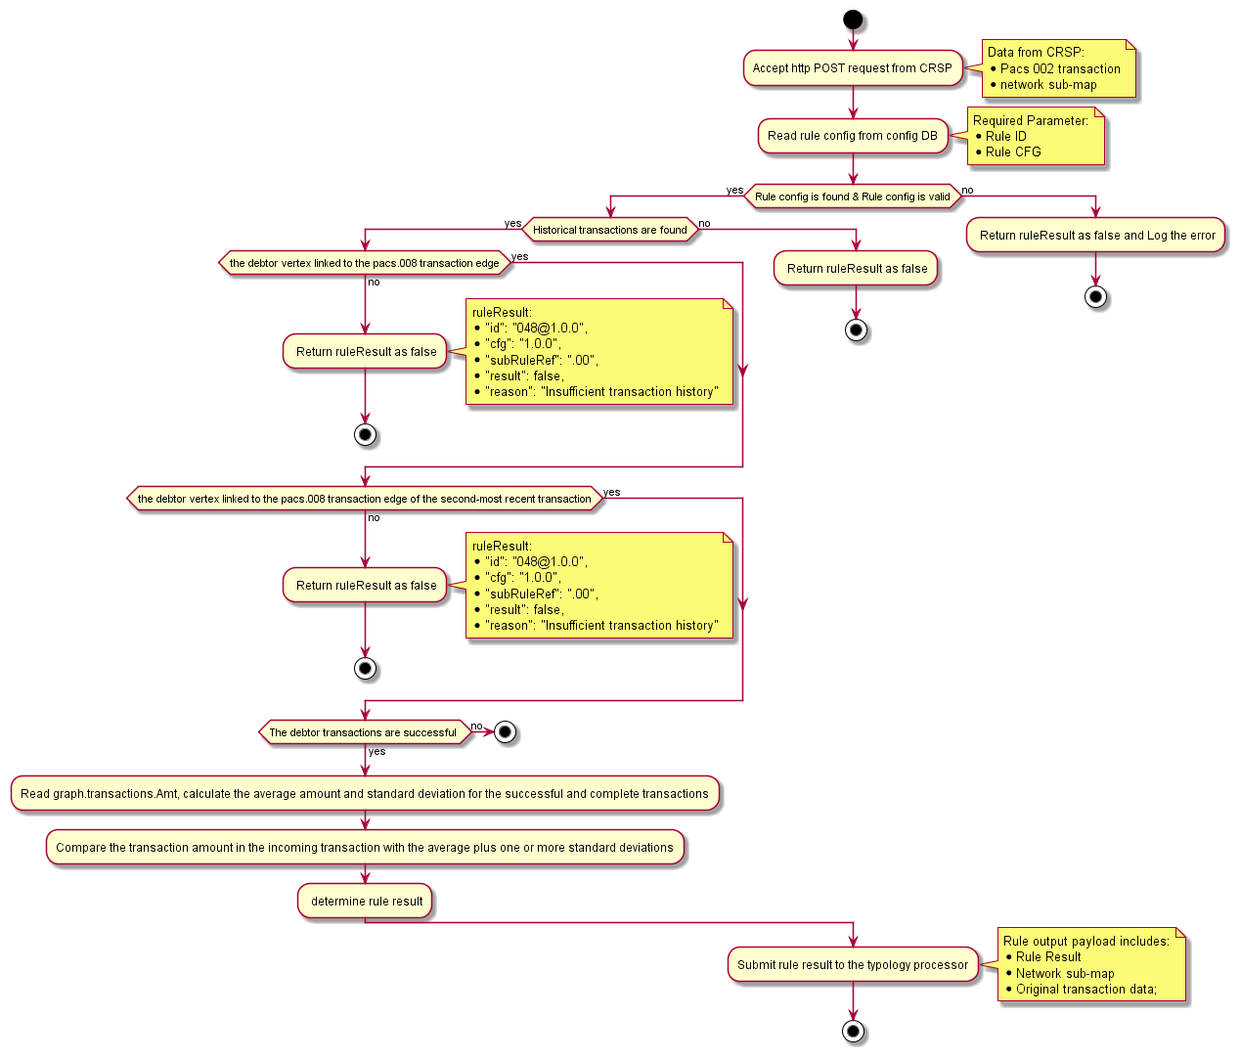 Accept http POST request from CRSP
Data from CRSP:
• Pacs 002 transaction
• network sub-map
Read rule config from config DB
Required Parameter:
• Rule ID
• Rule CFG
yes
Rule config is found & Rule config is valid
no
yes
Historical transactions are found
no
Return ruleResult as false and Log the error
the debtor vertex linked to the pacs.008 transaction edge
yes
Return ruleResult as false
no
Return ruleResult as false
ruleResult:
• "id": "048@1.0.0",
• "cfg": "1.0.0",
• "subRuleRef": ".00",
• "result": false,
• "reason": "Insufficient transaction history"
the debtor vertex linked to the pacs.008 transaction edge of the second-most recent transaction
yes
no
Return ruleResult as false
ruleResult:
• "id": "048@1.0.0",
• "cfg": "1.0.0",
• "subRuleRef": ".00",
• "result": false,
• "reason": "Insufficient transaction history"
The debtor transactions are successful
no
yes
Read graph.transactions.Amt, calculate the average amount and standard deviation for the successful and complete transactions
Compare the transaction amount in the incoming transaction with the average plus one or more standard deviations
determine rule result
Submit rule result to the typology processor
Rule output payload includes:
• Rule Result
• Network sub-map
• Original transaction data;